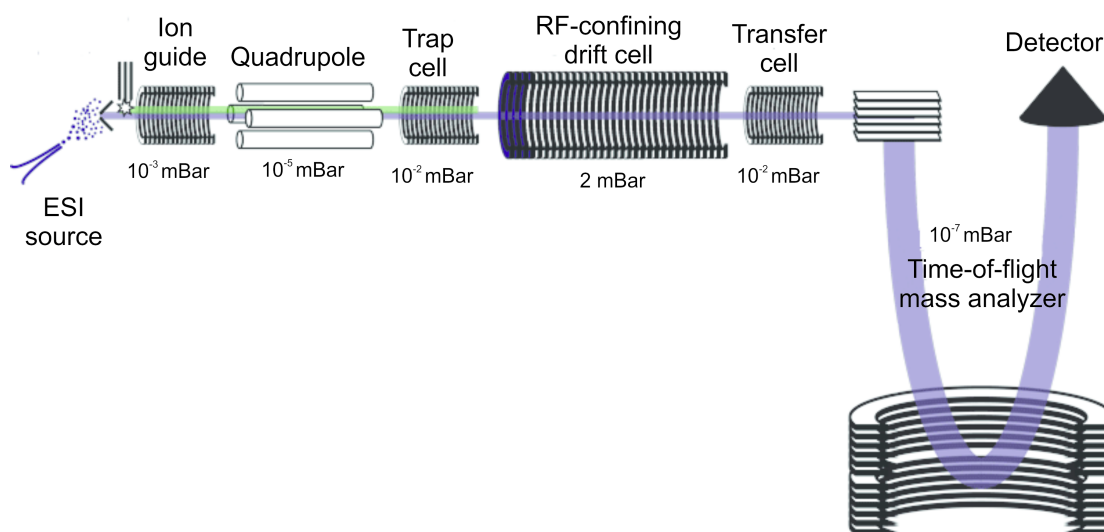 Ion
guide
Quadrupole
Trap
cell
RF-confining
drift cell
Transfer
cell
Detector
10⁻³ mBar
10⁻⁵ mBar
10⁻² mBar
2 mBar
10⁻² mBar
ESI
source
10⁻⁷ mBar
Time-of-flight
mass analyzer